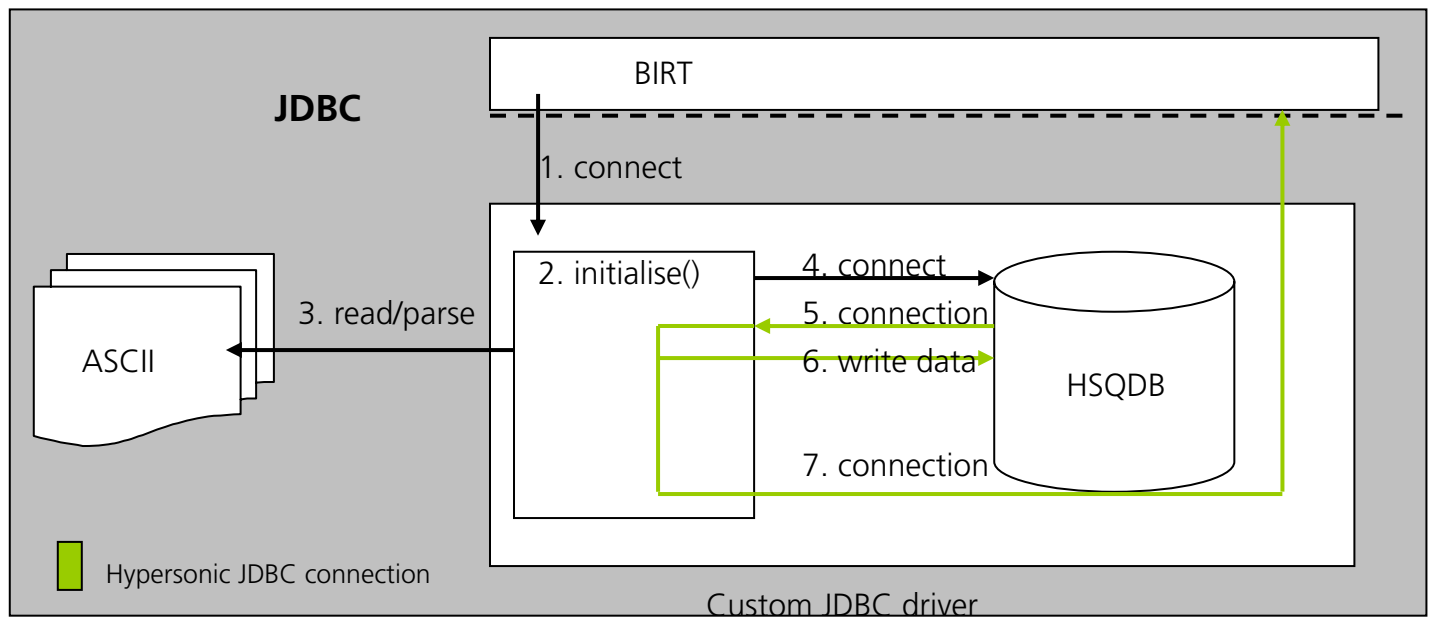 BIRT
JDBC
1. connect
2. initialise()
4. connect
3. read/parse
5. connection
ASCII
6. write data
HSQDB
7. connection
Hypersonic JDBC connection
Custom JDBC driver